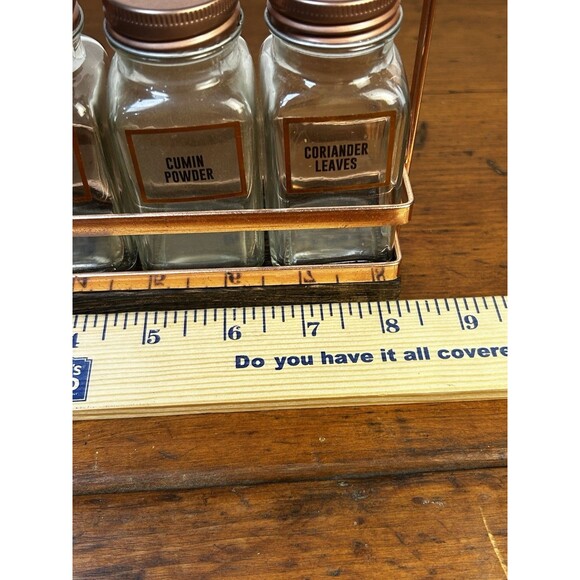 CUMIN
POWDER
CORIANDER
LEAVES
4 5 6 7 8 9
Do you have it all covere